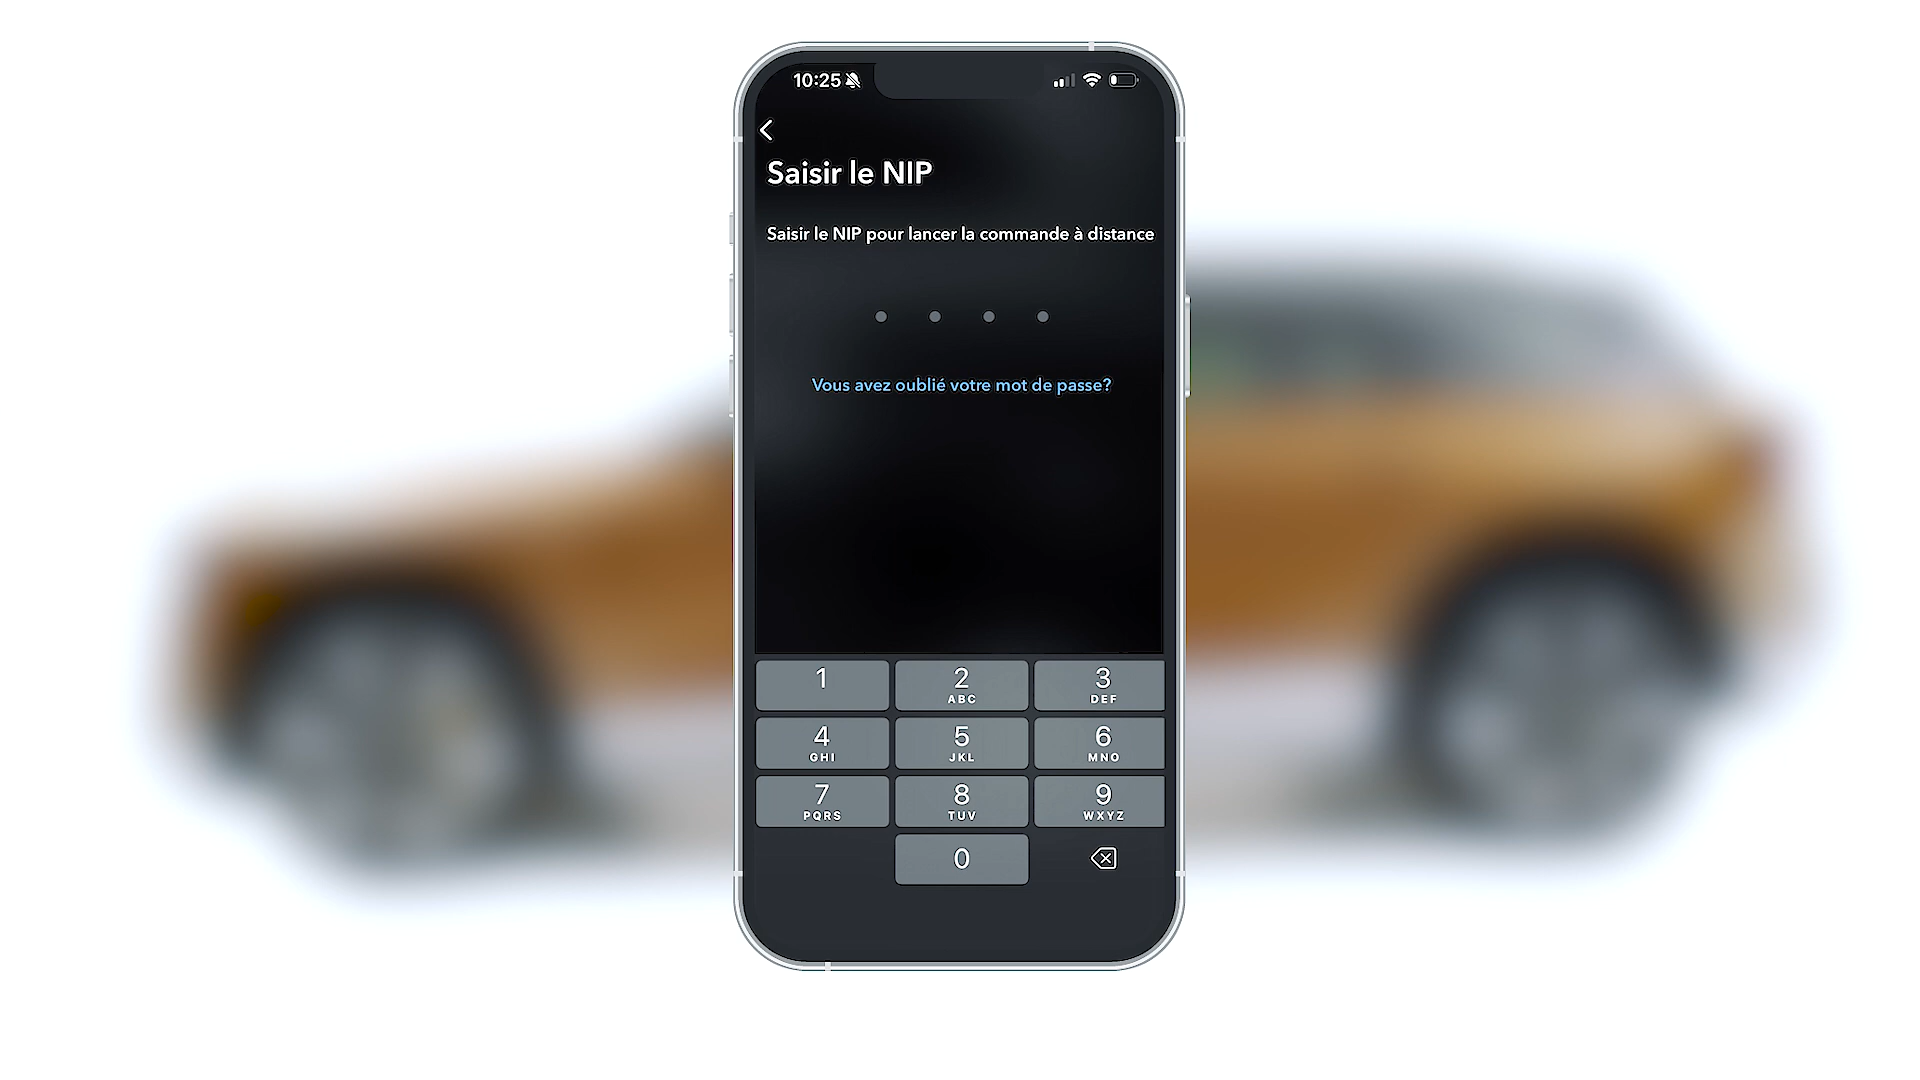 10:25
Saisir le NIP
Saisir le NIP pour lancer la commande à distance
Vous avez oublié votre mot de passe?
1
2
ABC
3
DEF
4
GHI
5
JKL
6
MNO
7
PQRS
8
TUV
9
WXYZ
0